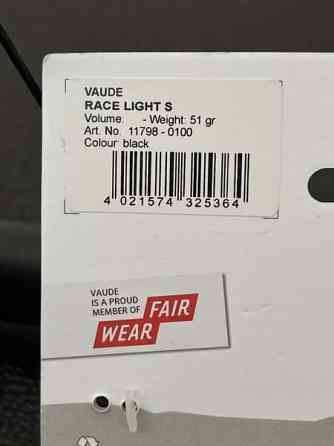 VAUDE
RACE LIGHT S
Volume: - Weight: 51 gr
Art. No. 11798 - 0100
Colour: black
4 021574 325364
VAUDE
IS A PROUD
MEMBER OF
FAIR
WEAR